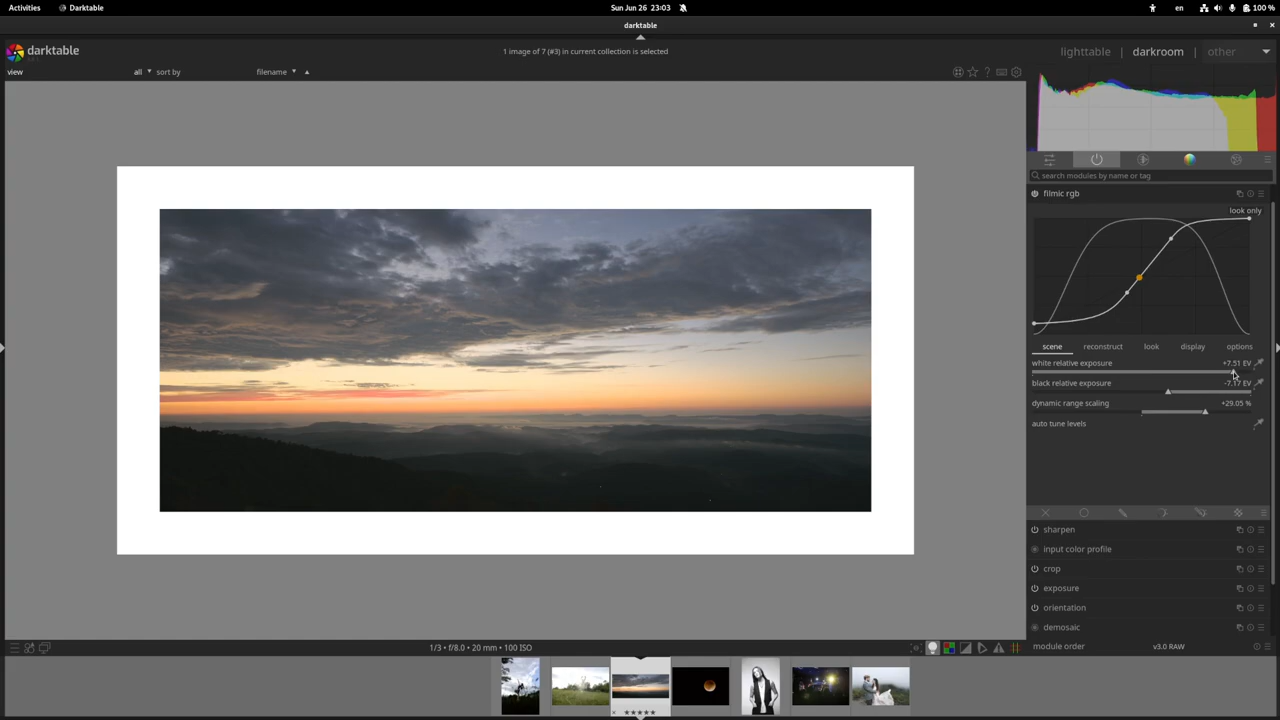 Activities Darktable Sun Jun 26 23:03 en 100 %
darktable
darktable 1 image of 7 (#3) in current collection is selected lighttable | darkroom | other
view all sort by filename
search modules by name or tag
filmic rgb
look only
scene reconstruct look display options
white relative exposure +7.51 EV
black relative exposure -7.17 EV
dynamic range scaling +29.05 %
auto tune levels
sharpen
input color profile
crop
exposure
orientation
demosaic
1/3 • f/8.0 • 20 mm • 100 ISO
module order v3.0 RAW